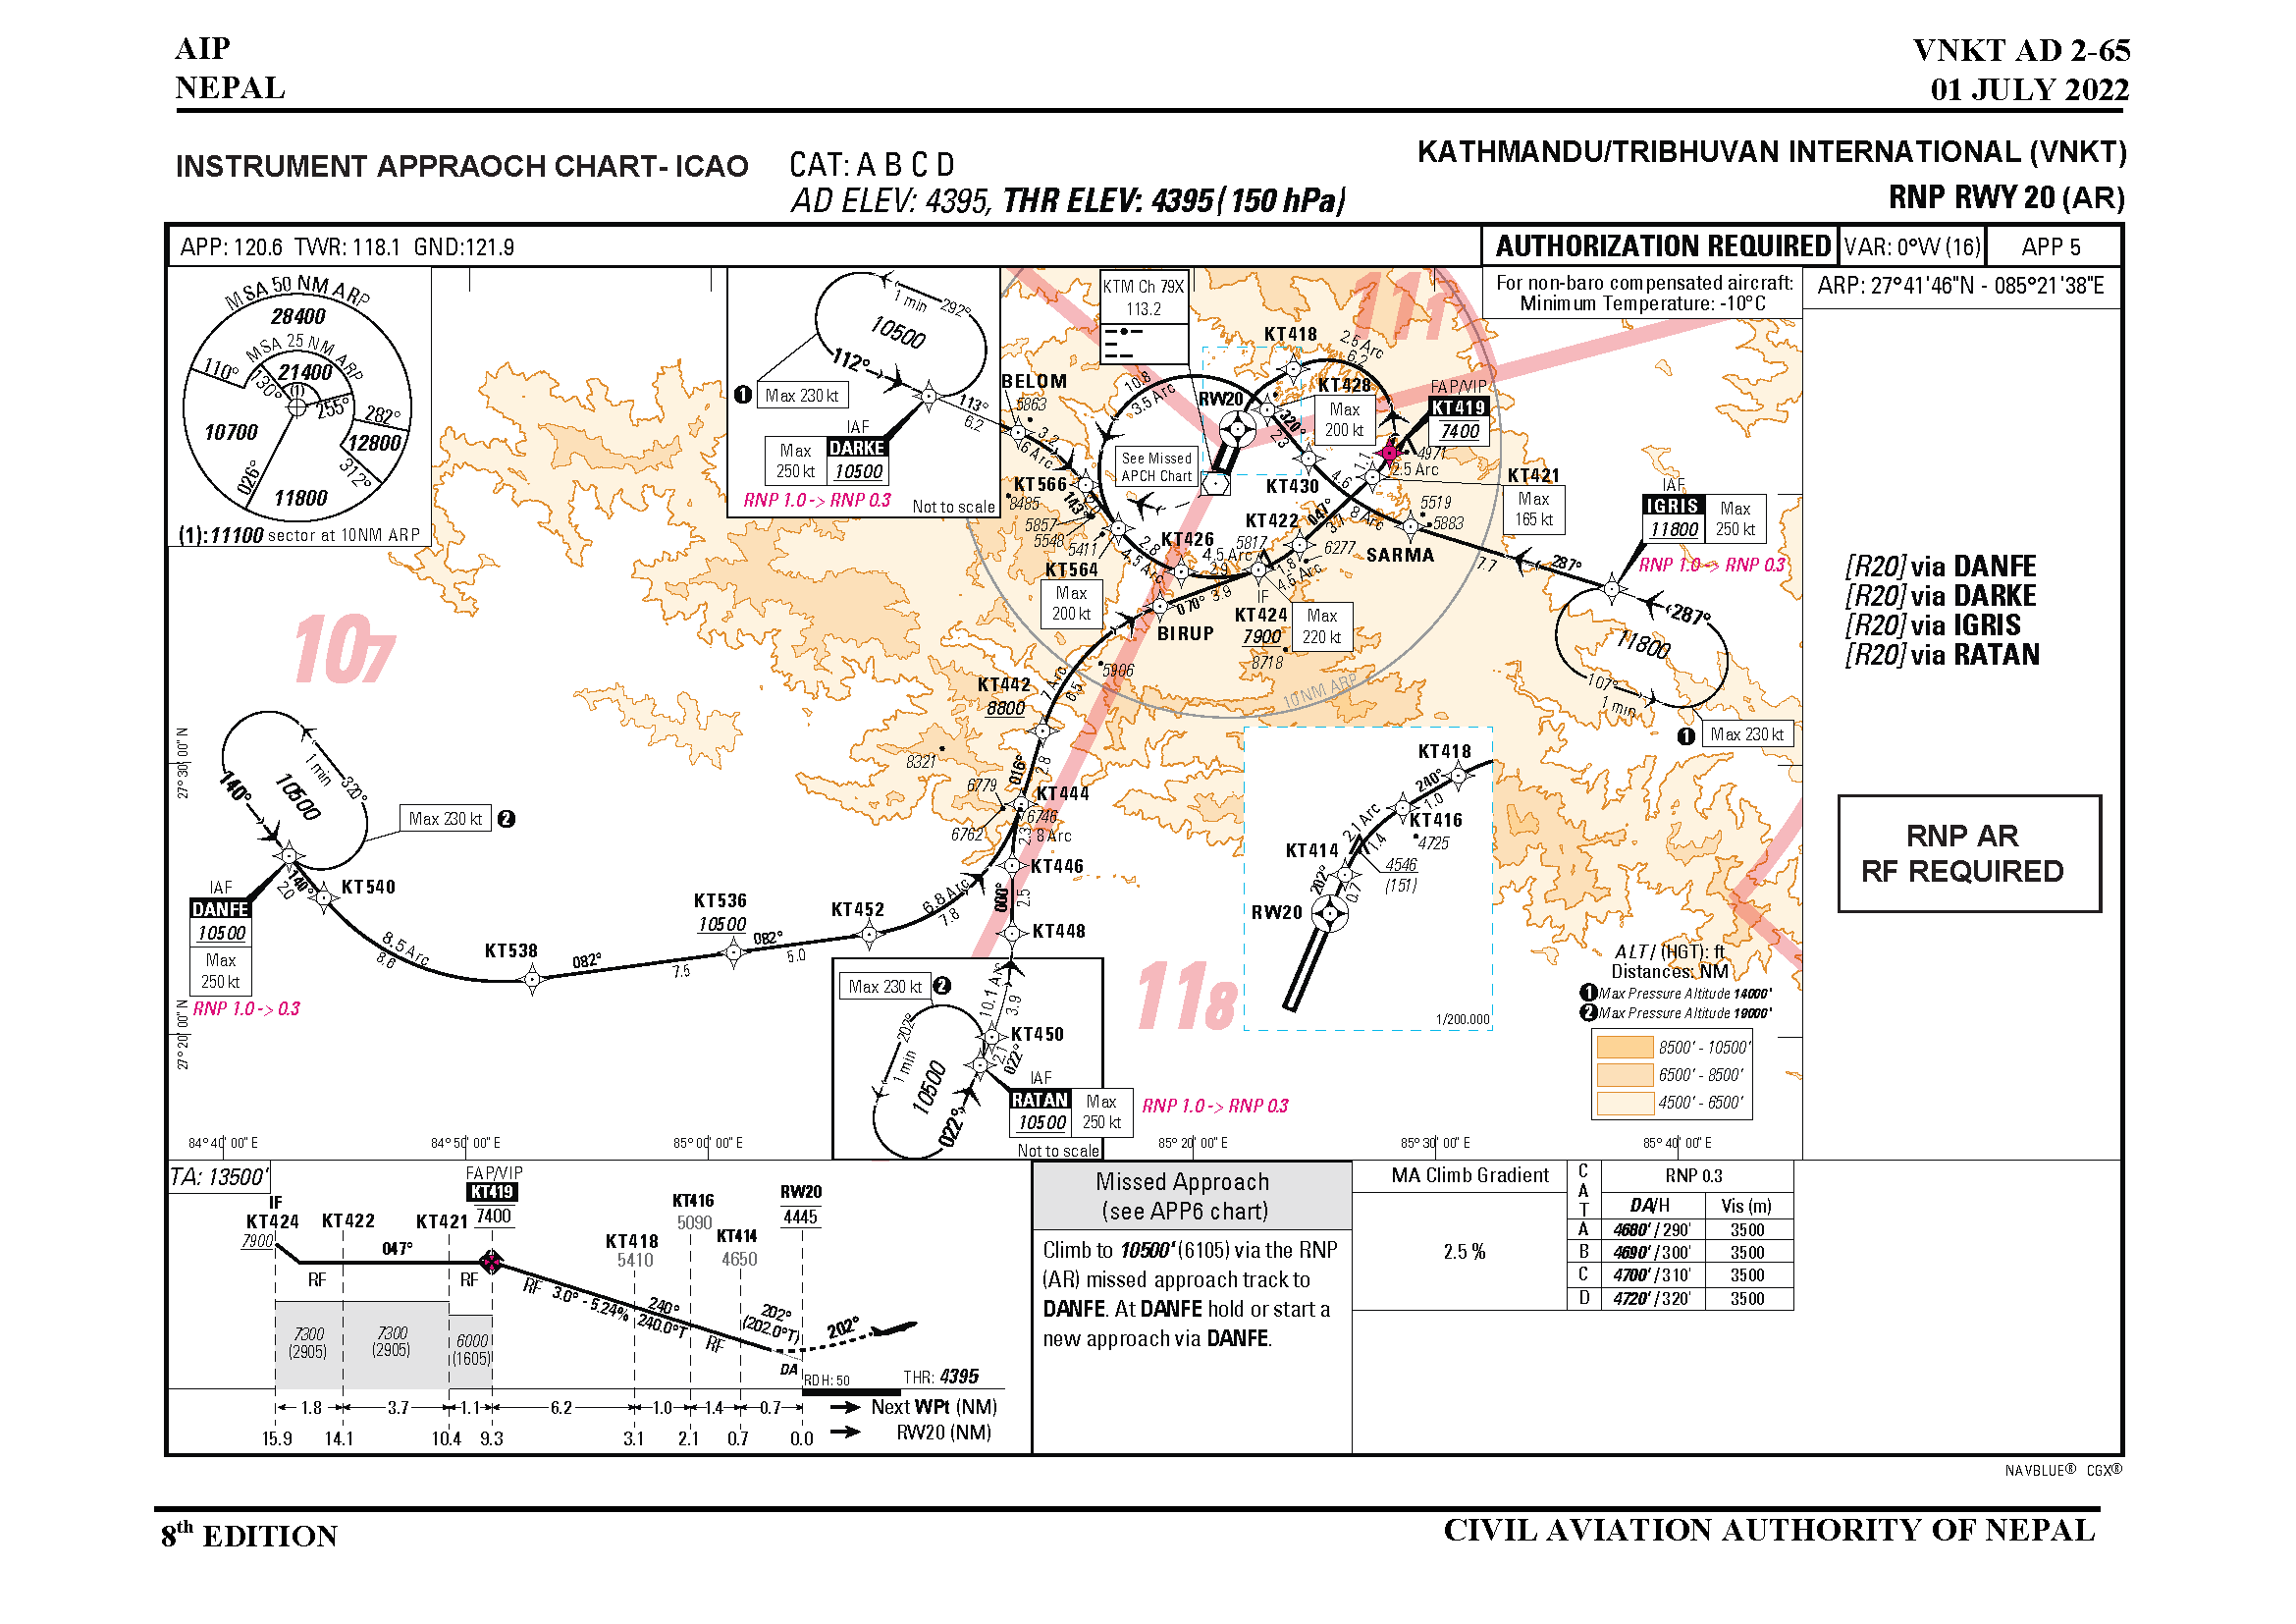 AIP
NEPAL
VNKT AD 2-65
01 JULY 2022
INSTRUMENT APPRAOCH CHART- ICAO
CAT: A B C D
AD ELEV: 4395, THR ELEV: 4395 (150 hPa)
KATHMANDU/TRIBHUVAN INTERNATIONAL (VNKT)
RNP RWY 20 (AR)
APP: 120.6 TWR: 118.1 GND:121.9
AUTHORIZATION REQUIRED
VAR: 0°W (16)
APP 5
For non-baro compensated aircraft:
Minimum Temperature: -10°C
ARP: 27°41'46"N - 085°21'38"E
MSA 50 NM ARP
28400
MSA 25 NM ARP
21400
(1)
110°
130°
255°
282°
10700
12800
312°
026°
11800
(1):11100 sector at 10NM ARP
1 min
292°
10500
112°
1 Max 230 kt
113°
6.2
IAF
DARKE
10500
Max
250 kt
RNP 1.0 -> RNP 0.3
Not to scale
KTM Ch 79X
113.2
111
BELOM
5863
3.2
6 Arc
KT566
8485
143°
5857
5548
5411
10.8
3.5 Arc
RW20
KT418
2.5 Arc
6.2
KT428
Max
200 kt
320°
2.3
FAP/VIP
KT419
7400
4971
1.1
2.5 Arc
See Missed
APCH Chart
KT430
4.6
8 Arc
KT421
Max
165 kt
5519
5883
SARMA
KT422
047°
3.7
5817
6277
1.8
4.5 Arc
KT426
4.5 Arc
2.9
2.8
4.5 Arc
KT564
Max
200 kt
070°
3.9
IF
KT424
7900
Max
220 kt
8718
BIRUP
IAF
IGRIS
11800
Max
250 kt
RNP 1.0 -> RNP 0.3
7.7
287°
287°
11800
107°
1 min
1 Max 230 kt
[R20] via DANFE
[R20] via DARKE
[R20] via IGRIS
[R20] via RATAN
107
5906
10 NM ARP
KT442
8800
7 Arc
6.5
8321
016°
2.8
6779
KT444
6746
6762
2.3
8 Arc
KT446
000°
2.5
KT448
27° 30' 00" N
1 min
320°
10500
140°
Max 230 kt 2
IAF
DANFE
10500
Max
250 kt
RNP 1.0 -> 0.3
140°
2.0
KT540
8.5 Arc
8.6
KT538
082°
7.5
KT536
10500
082°
5.0
KT452
6.8 Arc
7.8
27° 20' 00" N
Max 230 kt 2
202°
1 min
10500
022°
10.1 Arc
3.9
KT450
2.1
022°
IAF
RATAN
10500
Max
250 kt
RNP 1.0 -> RNP 0.3
Not to scale
118
KT418
240°
1.0
KT416
2.1 Arc
1.4
4725
KT414
4546
(151)
202°
0.7
RW20
1/200.000
RNP AR
RF REQUIRED
ALT / (HGT): ft
Distances: NM
1 Max Pressure Altitude 14000'
2 Max Pressure Altitude 19000'
8500' - 10500'
6500' - 8500'
4500' - 6500'
84° 40' 00" E
84° 50' 00" E
85° 00' 00" E
85° 20' 00" E
85° 30' 00" E
85° 40' 00" E
TA: 13500'
IF
KT424
7900
KT422
KT421
FAP/VIP
KT419
7400
KT418
5410
KT416
5090
KT414
4650
RW20
4445
047°
RF
RF
RF
3.0° - 5.24%
240°
240.0°T
RF
202°
(202.0°T)
202°
7300
(2905)
7300
(2905)
6000
(1605)
DA
RDH: 50
THR: 4395
1.8 3.7 1.1 6.2 1.0 1.4 0.7 Next WPt (NM)
15.9 14.1 10.4 9.3 3.1 2.1 0.7 0.0 RW20 (NM)
Missed Approach
(see APP6 chart)
Climb to 10500' (6105) via the RNP
(AR) missed approach track to
DANFE. At DANFE hold or start a
new approach via DANFE.
MA Climb Gradient
2.5 %
CAT
RNP 0.3
DA/H Vis (m)
A 4680' / 290' 3500
B 4690' / 300' 3500
C 4700' / 310' 3500
D 4720' / 320' 3500
NAVBLUE® CGX®
8th EDITION
CIVIL AVIATION AUTHORITY OF NEPAL